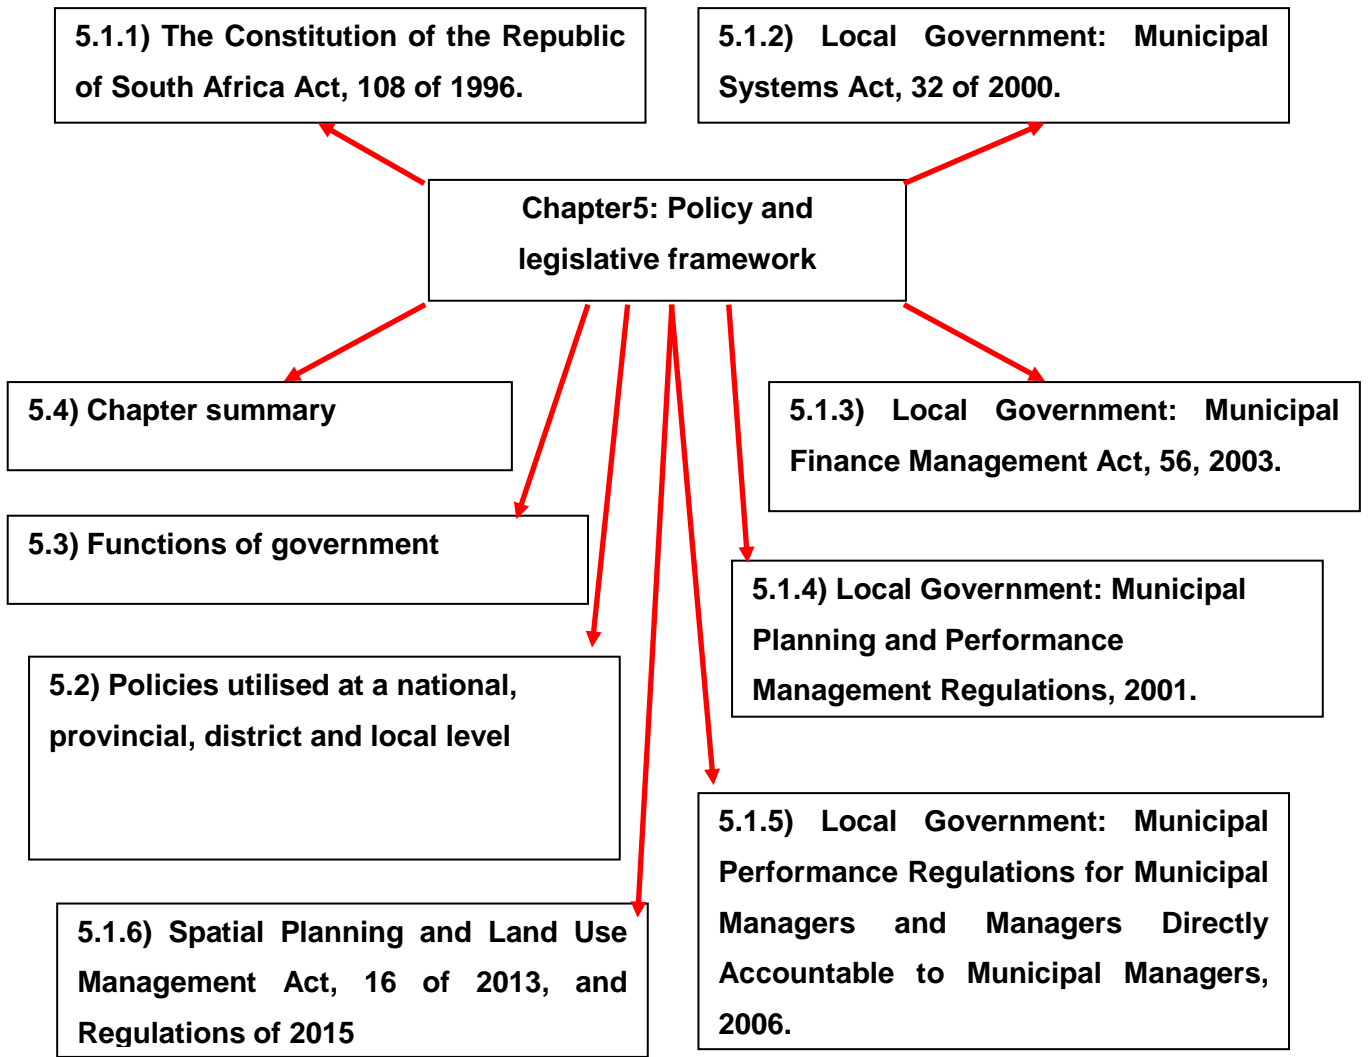 5.1.1) The Constitution of the Republic
of South Africa Act, 108 of 1996.
5.1.2) Local Government: Municipal
Systems Act, 32 of 2000.
Chapter5: Policy and
legislative framework
5.4) Chapter summary
5.1.3) Local Government: Municipal
Finance Management Act, 56, 2003.
5.3) Functions of government
5.1.4) Local Government: Municipal
Planning and Performance
Management Regulations, 2001.
5.2) Policies utilised at a national,
provincial, district and local level
5.1.5) Local Government: Municipal
Performance Regulations for Municipal
Managers and Managers Directly
Accountable to Municipal Managers,
2006.
5.1.6) Spatial Planning and Land Use
Management Act, 16 of 2013, and
Regulations of 2015